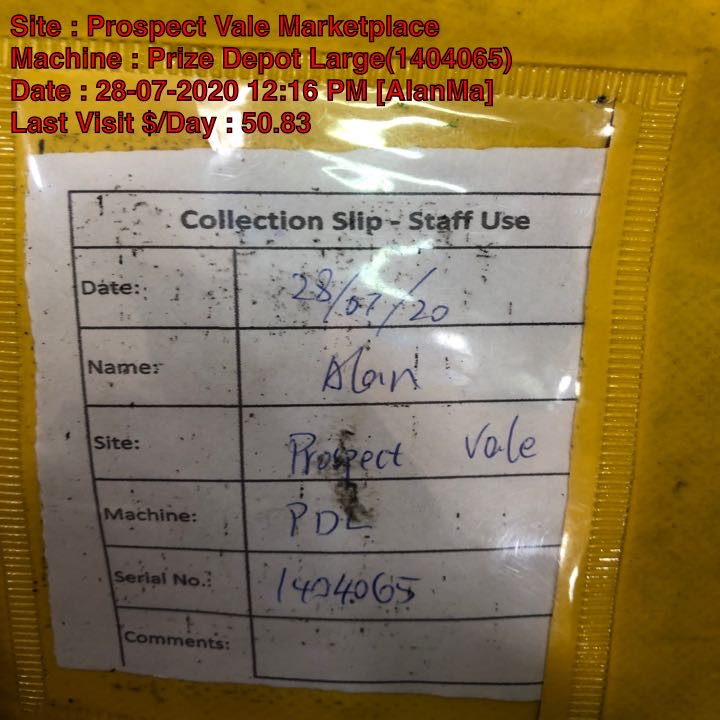 Site : Prospect Vale Marketplace
Machine : Prize Depot Large(1404065)
Date : 28-07-2020 12:16 PM [AlanMa]
Last Visit $/Day : 50.83
Collection Slip - Staff Use
Date: 28/07/20
Name: Alan
Site: Prospect Vale
Machine: PDL
Serial No.: 1404065
Comments: